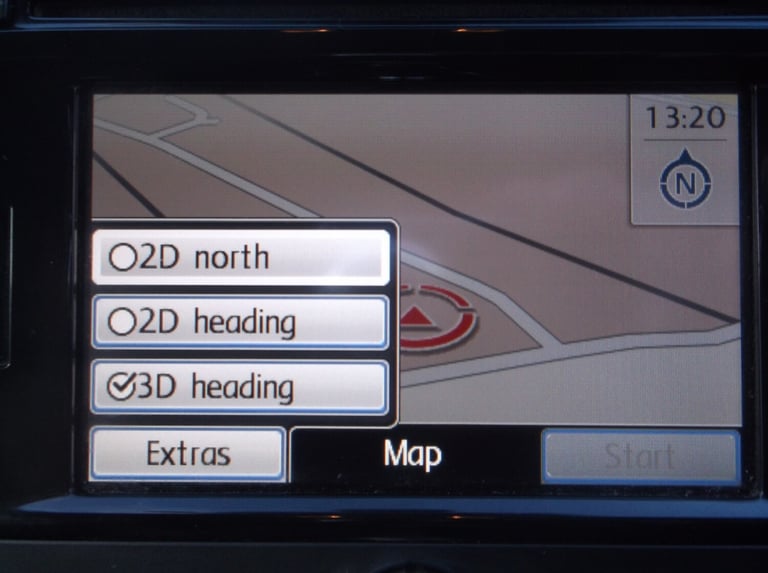 13:20
N
2D north
2D heading
3D heading
Extras
Map
Start